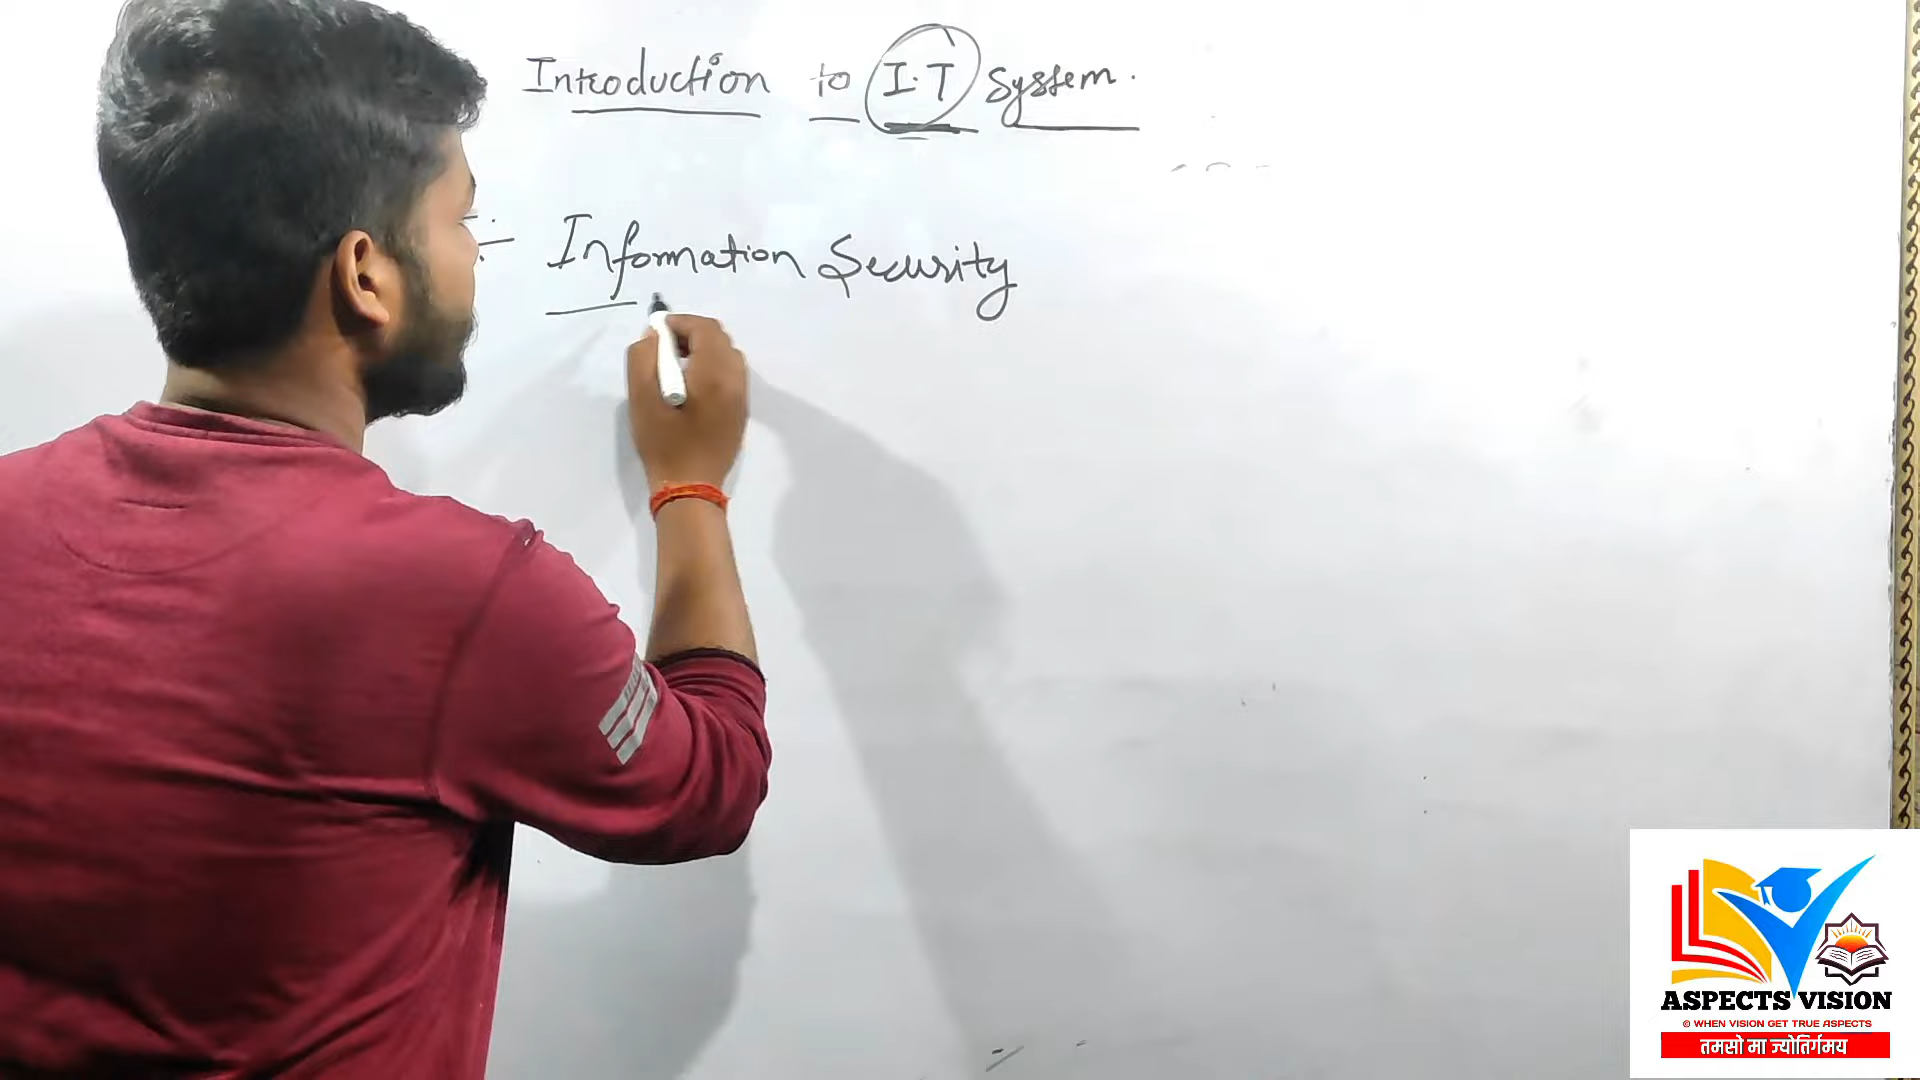 Introduction to I.T System.
:- Information Security
ASPECTS VISION
© WHEN VISION GET TRUE ASPECTS
तमसो मा ज्योतिर्गमय